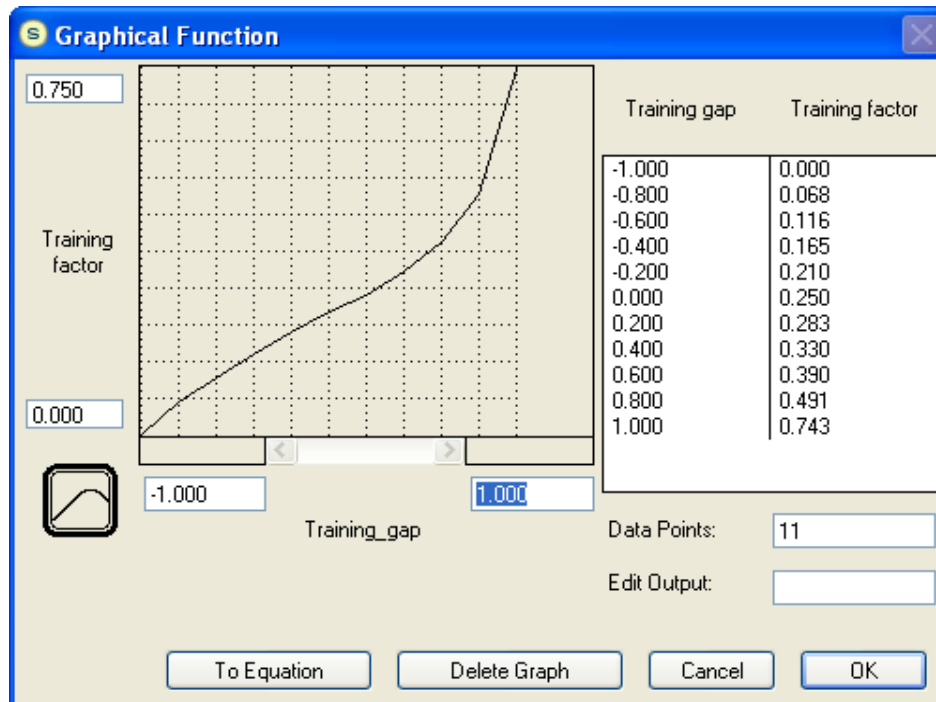 S Graphical Function
0.750
Training gap Training factor
-1.000 0.000
-0.800 0.068
-0.600 0.116
-0.400 0.165
-0.200 0.210
0.000 0.250
0.200 0.283
0.400 0.330
0.600 0.390
0.800 0.491
1.000 0.743
Training
factor
0.000
-1.000 1.000
Training_gap
Data Points: 11
Edit Output:
To Equation Delete Graph Cancel OK